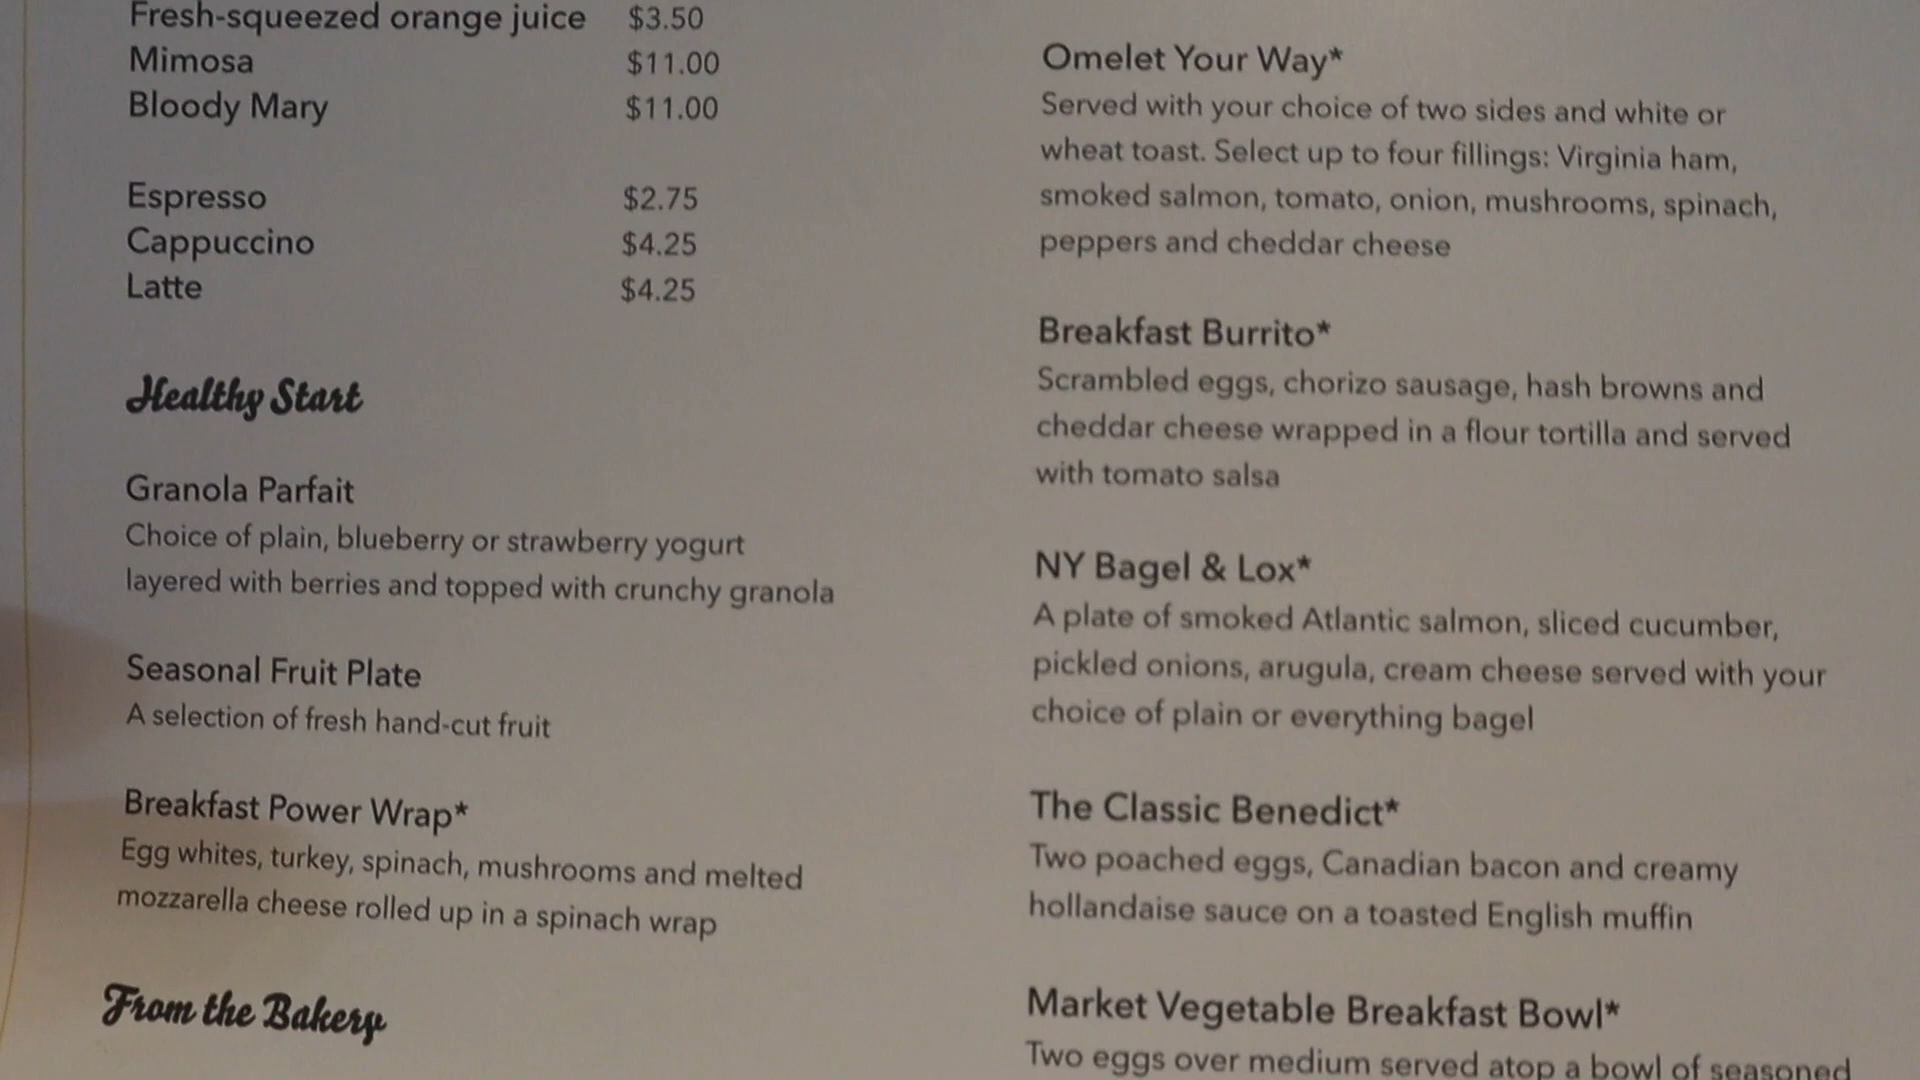 Fresh-squeezed orange juice $3.50
Mimosa $11.00
Bloody Mary $11.00
Espresso $2.75
Cappuccino $4.25
Latte $4.25
Healthy Start
Granola Parfait
Choice of plain, blueberry or strawberry yogurt
layered with berries and topped with crunchy granola
Seasonal Fruit Plate
A selection of fresh hand-cut fruit
Breakfast Power Wrap*
Egg whites, turkey, spinach, mushrooms and melted
mozzarella cheese rolled up in a spinach wrap
From the Bakery
Omelet Your Way*
Served with your choice of two sides and white or
wheat toast. Select up to four fillings: Virginia ham,
smoked salmon, tomato, onion, mushrooms, spinach,
peppers and cheddar cheese
Breakfast Burrito*
Scrambled eggs, chorizo sausage, hash browns and
cheddar cheese wrapped in a flour tortilla and served
with tomato salsa
NY Bagel & Lox*
A plate of smoked Atlantic salmon, sliced cucumber,
pickled onions, arugula, cream cheese served with your
choice of plain or everything bagel
The Classic Benedict*
Two poached eggs, Canadian bacon and creamy
hollandaise sauce on a toasted English muffin
Market Vegetable Breakfast Bowl*
Two eggs over medium served atop a bowl of seasoned